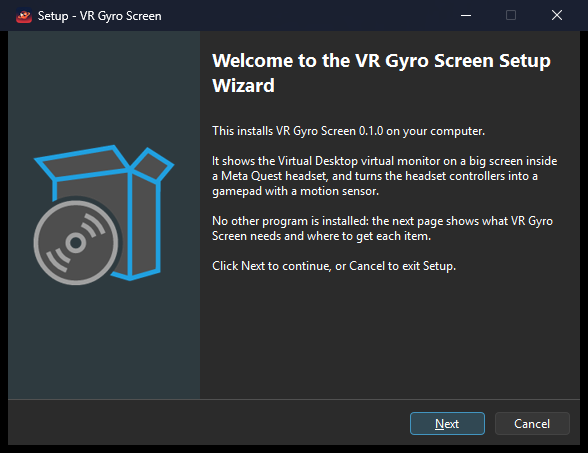 Setup - VR Gyro Screen
Welcome to the VR Gyro Screen Setup
Wizard
This installs VR Gyro Screen 0.1.0 on your computer.
It shows the Virtual Desktop virtual monitor on a big screen inside
a Meta Quest headset, and turns the headset controllers into a
gamepad with a motion sensor.
No other program is installed: the next page shows what VR Gyro
Screen needs and where to get each item.
Click Next to continue, or Cancel to exit Setup.
Next
Cancel